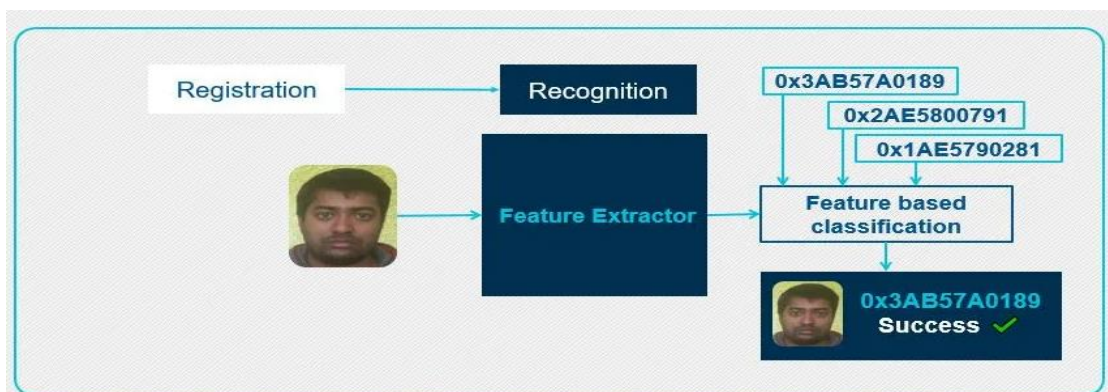 Registration
Recognition
0x3AB57A0189
0x2AE5800791
0x1AE5790281
Feature Extractor
Feature based
classification
0x3AB57A0189
Success